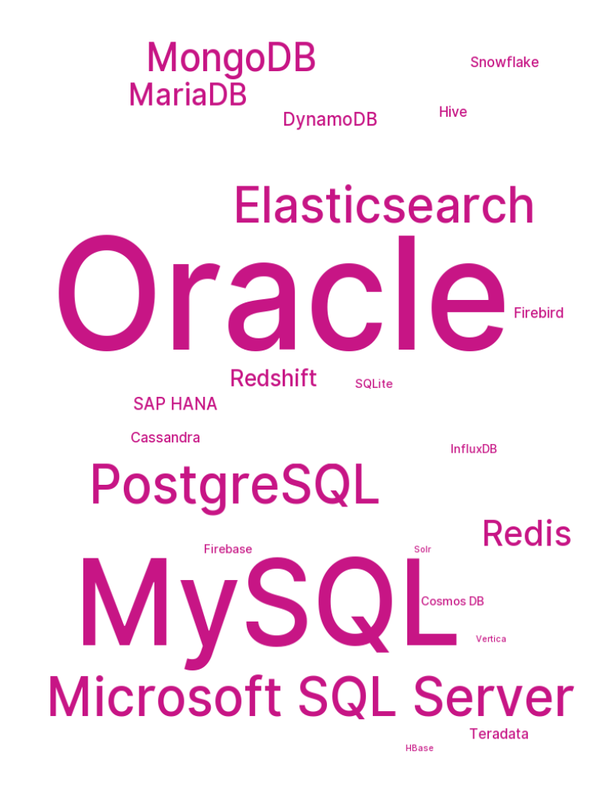 MongoDB
Snowflake
MariaDB
Hive
DynamoDB
Elasticsearch
Oracle
Firebird
Redshift
SQLite
SAP HANA
Cassandra
InfluxDB
PostgreSQL
Redis
Firebase
Solr
MySQL
Cosmos DB
Vertica
Microsoft SQL Server
Teradata
HBase